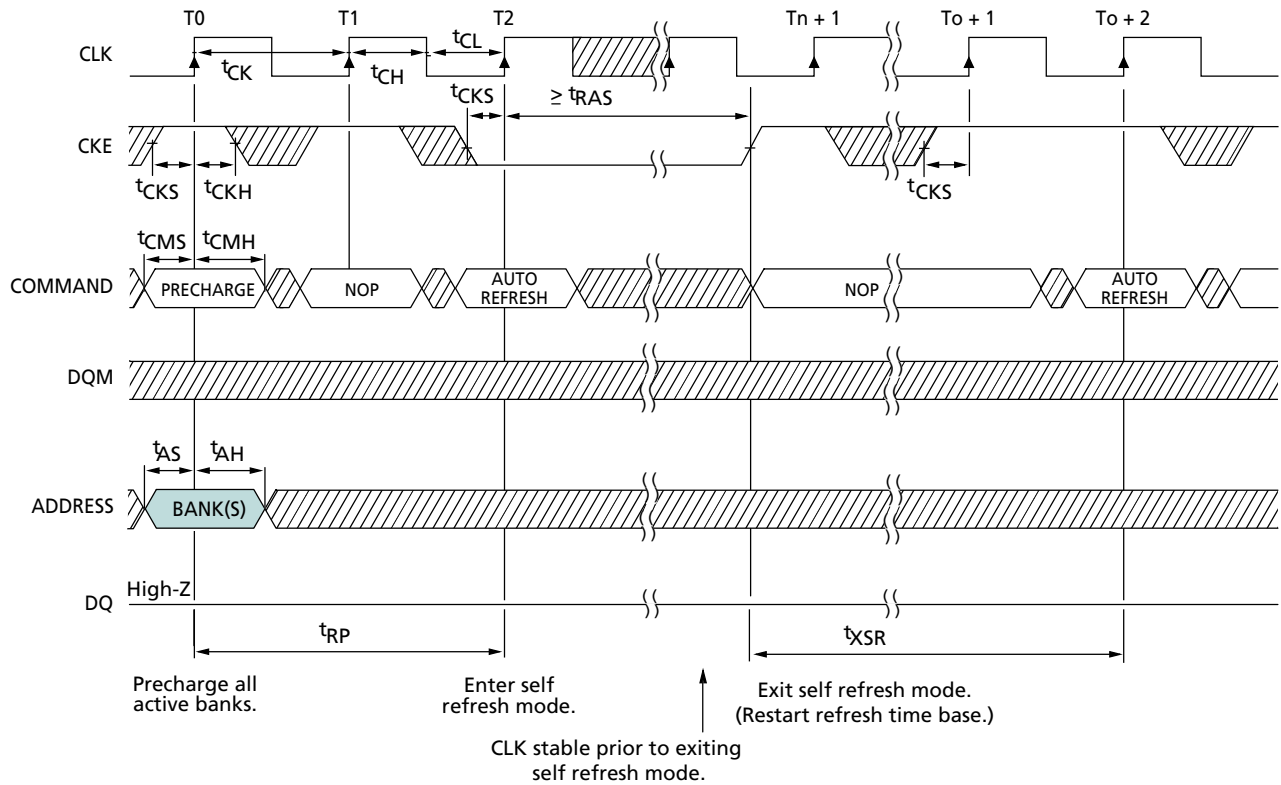 T0 T1 T2 Tn + 1 To + 1 To + 2
CLK
tCK tCH tCL
tCKS ≥ tRAS
CKE
tCKS tCKH tCKS
tCMS tCMH
COMMAND PRECHARGE NOP AUTO REFRESH NOP AUTO REFRESH
DQM
tAS tAH
ADDRESS BANK(S)
High-Z
DQ
tRP tXSR
Precharge all
active banks.
Enter self
refresh mode.
Exit self refresh mode.
(Restart refresh time base.)
CLK stable prior to exiting
self refresh mode.